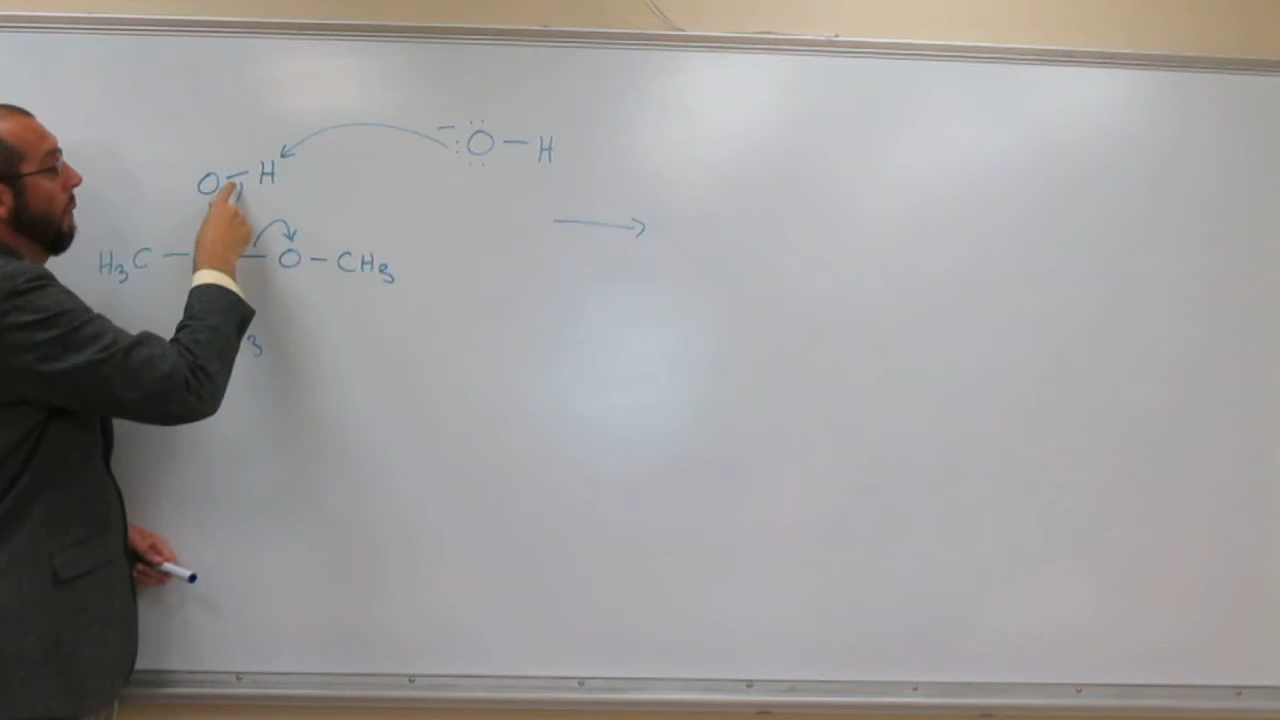 :Ö – H
O – H
H₃C – – O – CH₃
3